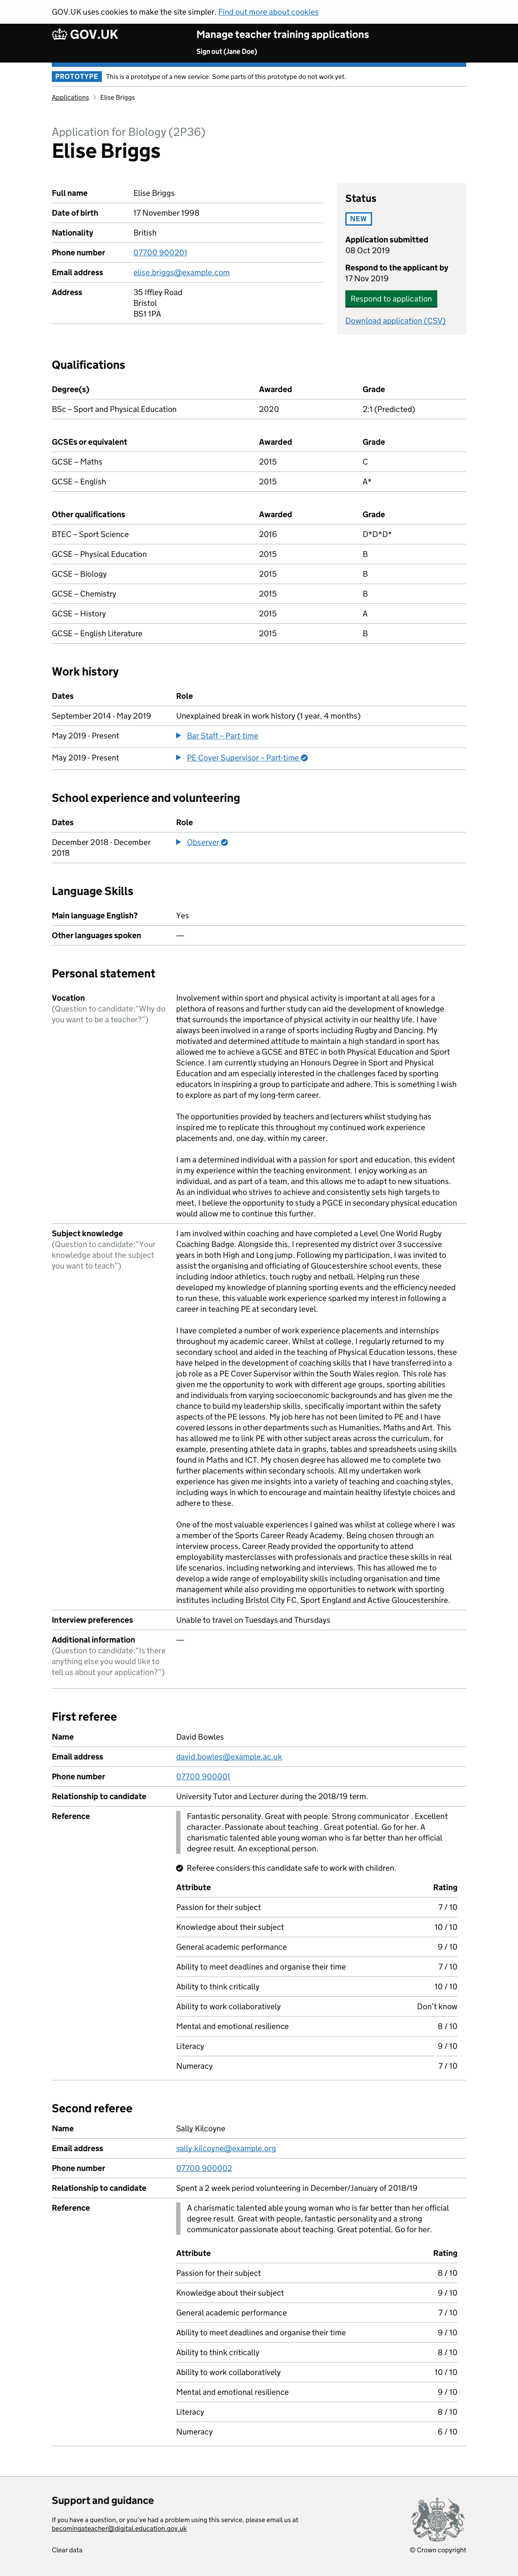 GOV.UK uses cookies to make the site simpler. Find out more about cookies
GOV.UK
Manage teacher training applications
Sign out (Jane Doe)
PROTOTYPE This is a prototype of a new service. Some parts of this prototype do not work yet.
Applications > Elise Briggs
Application for Biology (2P36)
Elise Briggs
Full name Elise Briggs
Date of birth 17 November 1998
Nationality British
Phone number 07700 900201
Email address elise.briggs@example.com
Address 35 Iffley Road
Bristol
BS1 1PA
Status
NEW
Application submitted
08 Oct 2019
Respond to the applicant by
17 Nov 2019
Respond to application
Download application (CSV)
Qualifications
Degree(s) Awarded Grade
BSc – Sport and Physical Education 2020 2:1 (Predicted)
GCSEs or equivalent Awarded Grade
GCSE – Maths 2015 C
GCSE – English 2015 A*
Other qualifications Awarded Grade
BTEC – Sport Science 2016 D*D*D*
GCSE – Physical Education 2015 B
GCSE – Biology 2015 B
GCSE – Chemistry 2015 B
GCSE – History 2015 A
GCSE – English Literature 2015 B
Work history
Dates Role
September 2014 - May 2019 Unexplained break in work history (1 year, 4 months)
May 2019 - Present Bar Staff – Part-time
May 2019 - Present PE Cover Supervisor – Part-time
School experience and volunteering
Dates Role
December 2018 - December 2018 Observer
Language Skills
Main language English? Yes
Other languages spoken —
Personal statement
Vocation
(Question to candidate:“Why do
you want to be a teacher?”)
Involvement within sport and physical activity is important at all ages for a
plethora of reasons and further study can aid the development of knowledge
that surrounds the importance of physical activity in our healthy life. I have
always been involved in a range of sports including Rugby and Dancing. My
motivated and determined attitude to maintain a high standard in sport has
allowed me to achieve a GCSE and BTEC in both Physical Education and Sport
Science. I am currently studying an Honours Degree in Sport and Physical
Education and am especially interested in the challenges faced by sporting
educators in inspiring a group to participate and adhere. This is something I wish
to explore as part of my long-term career.
The opportunities provided by teachers and lecturers whilst studying has
inspired me to replicate this throughout my continued work experience
placements and, one day, within my career.
I am a determined individual with a passion for sport and education, this evident
in my experience within the teaching environment. I enjoy working as an
individual, and as part of a team, and this allows me to adapt to new situations.
As an individual who strives to achieve and consistently sets high targets to
meet, I believe the opportunity to study a PGCE in secondary physical education
would allow me to continue this further.
Subject knowledge
(Question to candidate:“Your
knowledge about the subject
you want to teach”)
I am involved within coaching and have completed a Level One World Rugby
Coaching Badge. Alongside this, I represented my district over 3 successive
years in both High and Long jump. Following my participation, I was invited to
assist the organising and officiating of Gloucestershire school events, these
including indoor athletics, touch rugby and netball. Helping run these
developed my knowledge of planning sporting events and the efficiency needed
to run these, this valuable work experience sparked my interest in following a
career in teaching PE at secondary level.
I have completed a number of work experience placements and internships
throughout my academic career. Whilst at college, I regularly returned to my
secondary school and aided in the teaching of Physical Education lessons, these
have helped in the development of coaching skills that I have transferred into a
job role as a PE Cover Supervisor within the South Wales region. This role has
given me the opportunity to work with different age groups, sporting abilities
and individuals from varying socioeconomic backgrounds and has given me the
chance to build my leadership skills, specifically important within the safety
aspects of the PE lessons. My job here has not been limited to PE and I have
covered lessons in other departments such as Humanities, Maths and Art. This
has allowed me to link PE with other subject areas across the curriculum, for
example, presenting athlete data in graphs, tables and spreadsheets using skills
found in Maths and ICT. My chosen degree has allowed me to complete two
further placements within secondary schools. All my undertaken work
experience has given me insights into a variety of teaching and coaching styles,
including ways in which to encourage and maintain healthy lifestyle choices and
adhere to these.
One of the most valuable experiences I gained was whilst at college where I was
a member of the Sports Career Ready Academy. Being chosen through an
interview process, Career Ready provided the opportunity to attend
employability masterclasses with professionals and practice these skills in real
life scenarios, including networking and interviews. This has allowed me to
develop a wide range of employability skills including organisation and time
management while also providing me opportunities to network with sporting
institutes including Bristol City FC, Sport England and Active Gloucestershire.
Interview preferences Unable to travel on Tuesdays and Thursdays
Additional information —
(Question to candidate:“Is there
anything else you would like to
tell us about your application?”)
First referee
Name David Bowles
Email address david.bowles@example.ac.uk
Phone number 07700 900001
Relationship to candidate University Tutor and Lecturer during the 2018/19 term.
Reference Fantastic personality. Great with people. Strong communicator . Excellent
character. Passionate about teaching . Great potential. Go for her. A
charismatic talented able young woman who is far better than her official
degree result. An exceptional person.
Referee considers this candidate safe to work with children.
Attribute Rating
Passion for their subject 7 / 10
Knowledge about their subject 10 / 10
General academic performance 9 / 10
Ability to meet deadlines and organise their time 7 / 10
Ability to think critically 10 / 10
Ability to work collaboratively Don’t know
Mental and emotional resilience 8 / 10
Literacy 9 / 10
Numeracy 7 / 10
Second referee
Name Sally Kilcoyne
Email address sally.kilcoyne@example.org
Phone number 07700 900002
Relationship to candidate Spent a 2 week period volunteering in December/January of 2018/19
Reference A charismatic talented able young woman who is far better than her official
degree result. Great with people, fantastic personality and a strong
communicator passionate about teaching. Great potential. Go for her.
Attribute Rating
Passion for their subject 8 / 10
Knowledge about their subject 9 / 10
General academic performance 7 / 10
Ability to meet deadlines and organise their time 9 / 10
Ability to think critically 8 / 10
Ability to work collaboratively 10 / 10
Mental and emotional resilience 9 / 10
Literacy 8 / 10
Numeracy 6 / 10
Support and guidance
If you have a question, or you’ve had a problem using this service, please email us at
becomingateacher@digital.education.gov.uk
Clear data
© Crown copyright